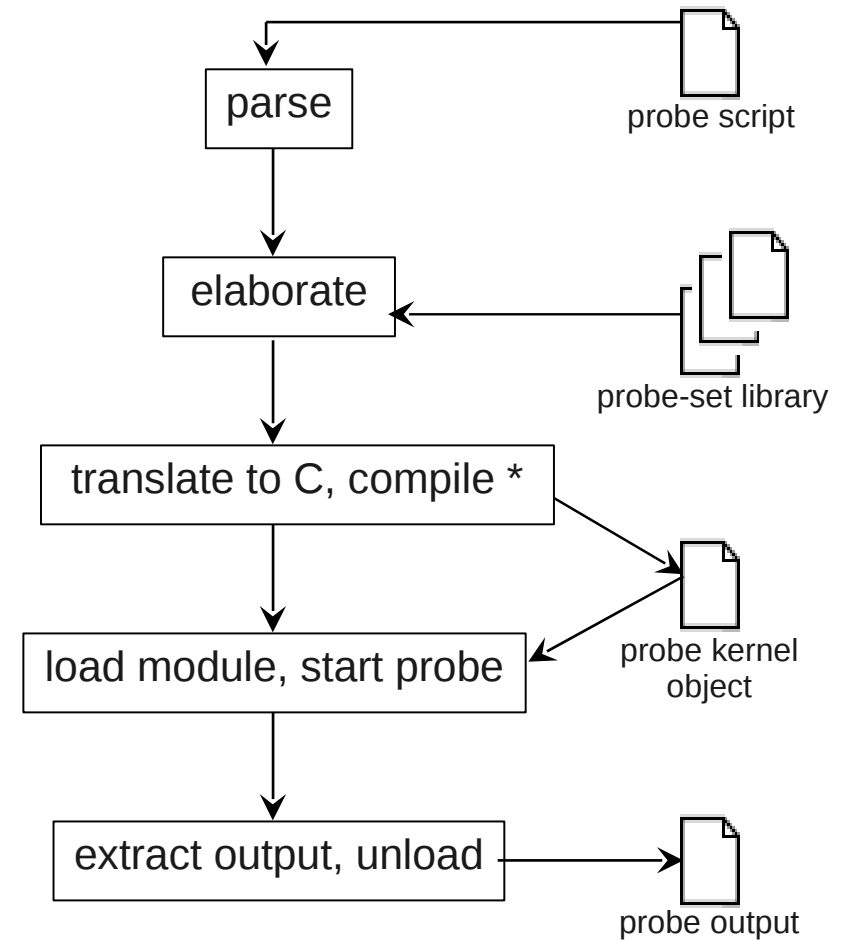 parse
probe script
elaborate
probe-set library
translate to C, compile *
load module, start probe
probe kernel
object
extract output, unload
probe output